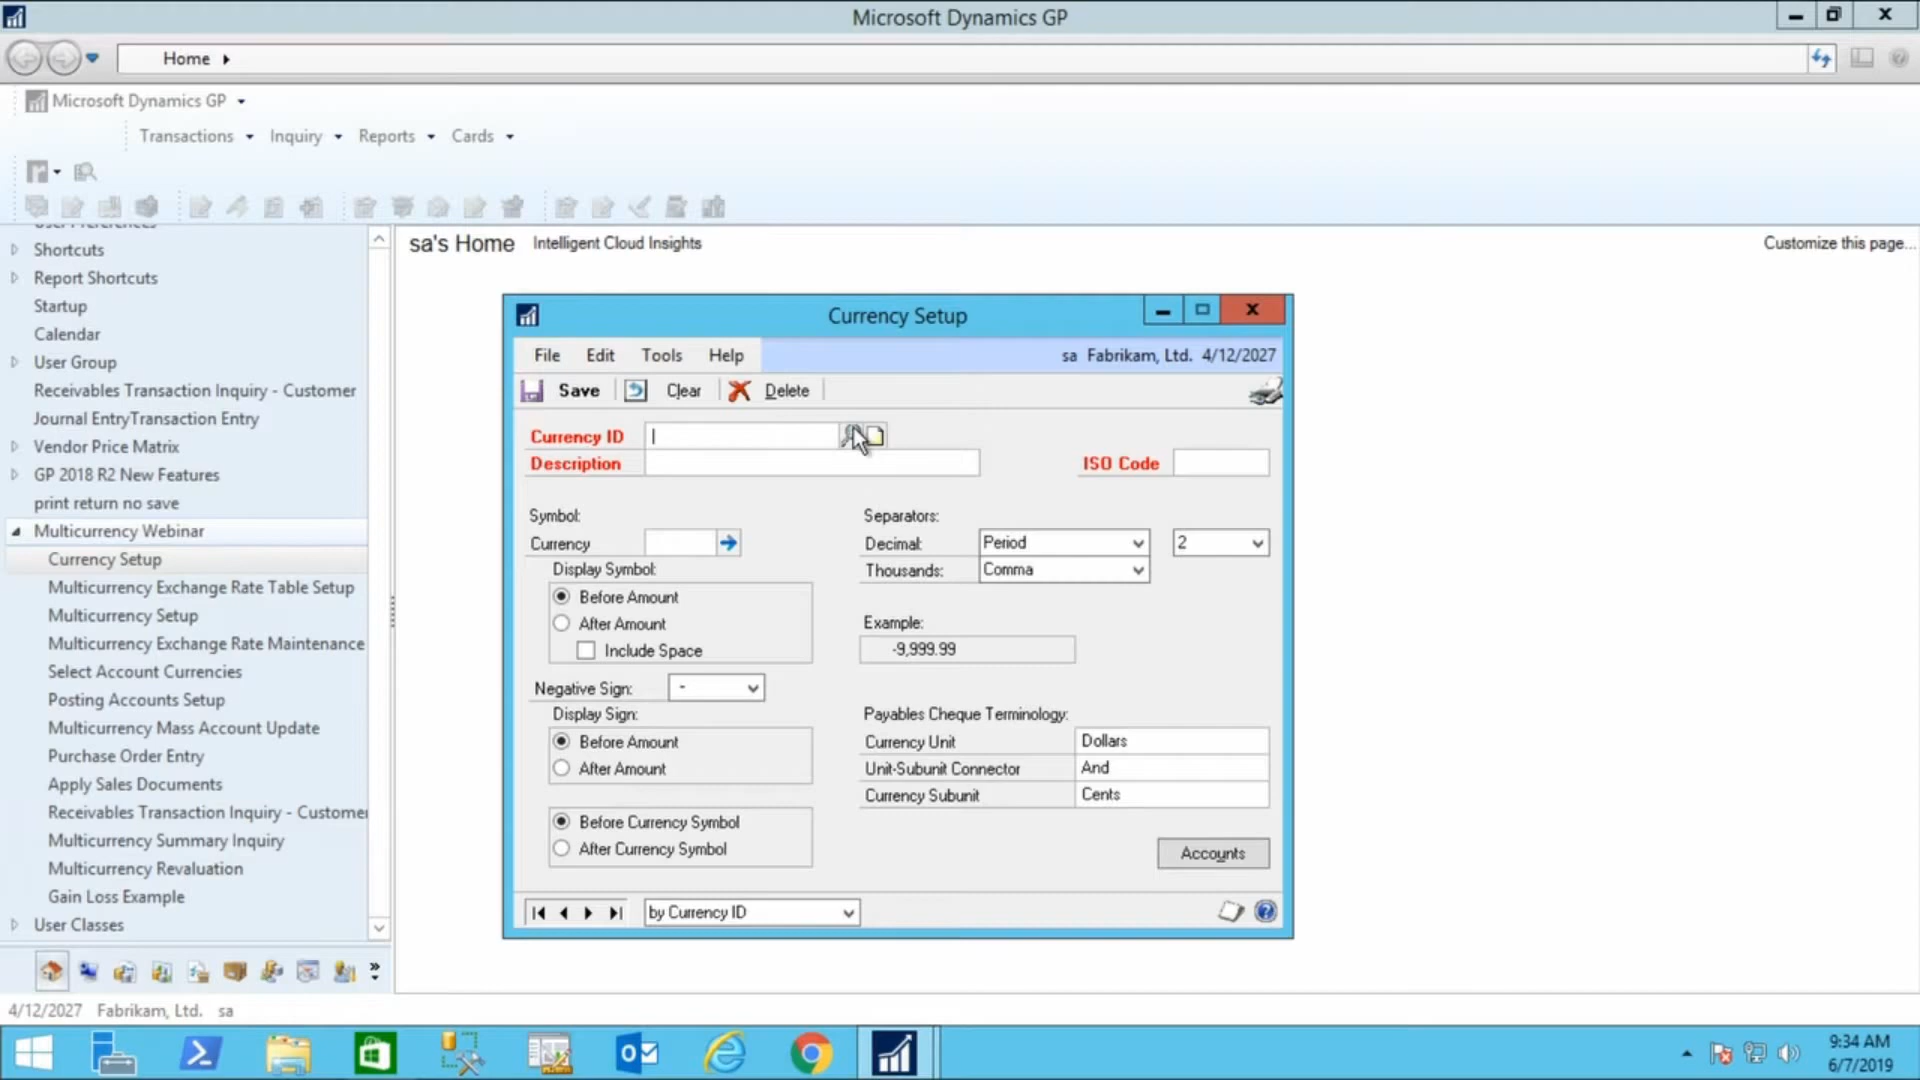 Microsoft Dynamics GP
Home
Microsoft Dynamics GP
Transactions Inquiry Reports Cards
User Preferences
Shortcuts
Report Shortcuts
Startup
Calendar
User Group
Receivables Transaction Inquiry - Customer
Journal EntryTransaction Entry
Vendor Price Matrix
GP 2018 R2 New Features
print return no save
Multicurrency Webinar
Currency Setup
Multicurrency Exchange Rate Table Setup
Multicurrency Setup
Multicurrency Exchange Rate Maintenance
Select Account Currencies
Posting Accounts Setup
Multicurrency Mass Account Update
Purchase Order Entry
Apply Sales Documents
Receivables Transaction Inquiry - Customer
Multicurrency Summary Inquiry
Multicurrency Revaluation
Gain Loss Example
User Classes
sa's Home Intelligent Cloud Insights
Customize this page...
Currency Setup
File Edit Tools Help
sa Fabrikam, Ltd. 4/12/2027
Save Clear Delete
Currency ID
Description
ISO Code
Symbol:
Currency
Display Symbol:
Before Amount
After Amount
Include Space
Negative Sign: -
Display Sign:
Before Amount
After Amount
Before Currency Symbol
After Currency Symbol
Separators:
Decimal: Period 2
Thousands: Comma
Example:
-9,999.99
Payables Cheque Terminology:
Currency Unit Dollars
Unit-Subunit Connector And
Currency Subunit Cents
Accounts
by Currency ID
4/12/2027 Fabrikam, Ltd. sa
9:34 AM
6/7/2019